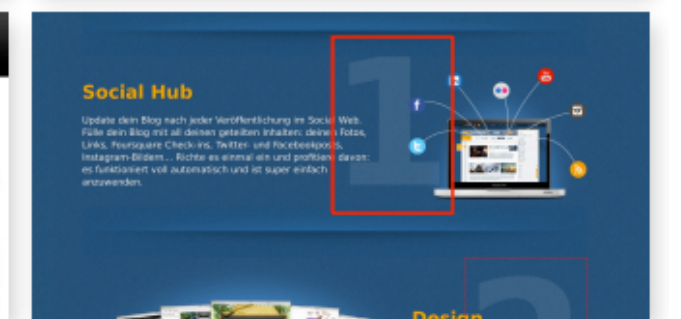 1
Social Hub
Update dein Blog nach jeder Veröffentlichung im Social Web.
Fülle dein Blog mit all deinen geteilten Inhalten: deinen Fotos,
Links, Foursquare Check-ins, Twitter- und Facebookposts,
Instagram-Bildern... Richte es einmal ein und profitiere davon:
es funktioniert voll automatisch und ist super einfach
anzuwenden.
2
Design